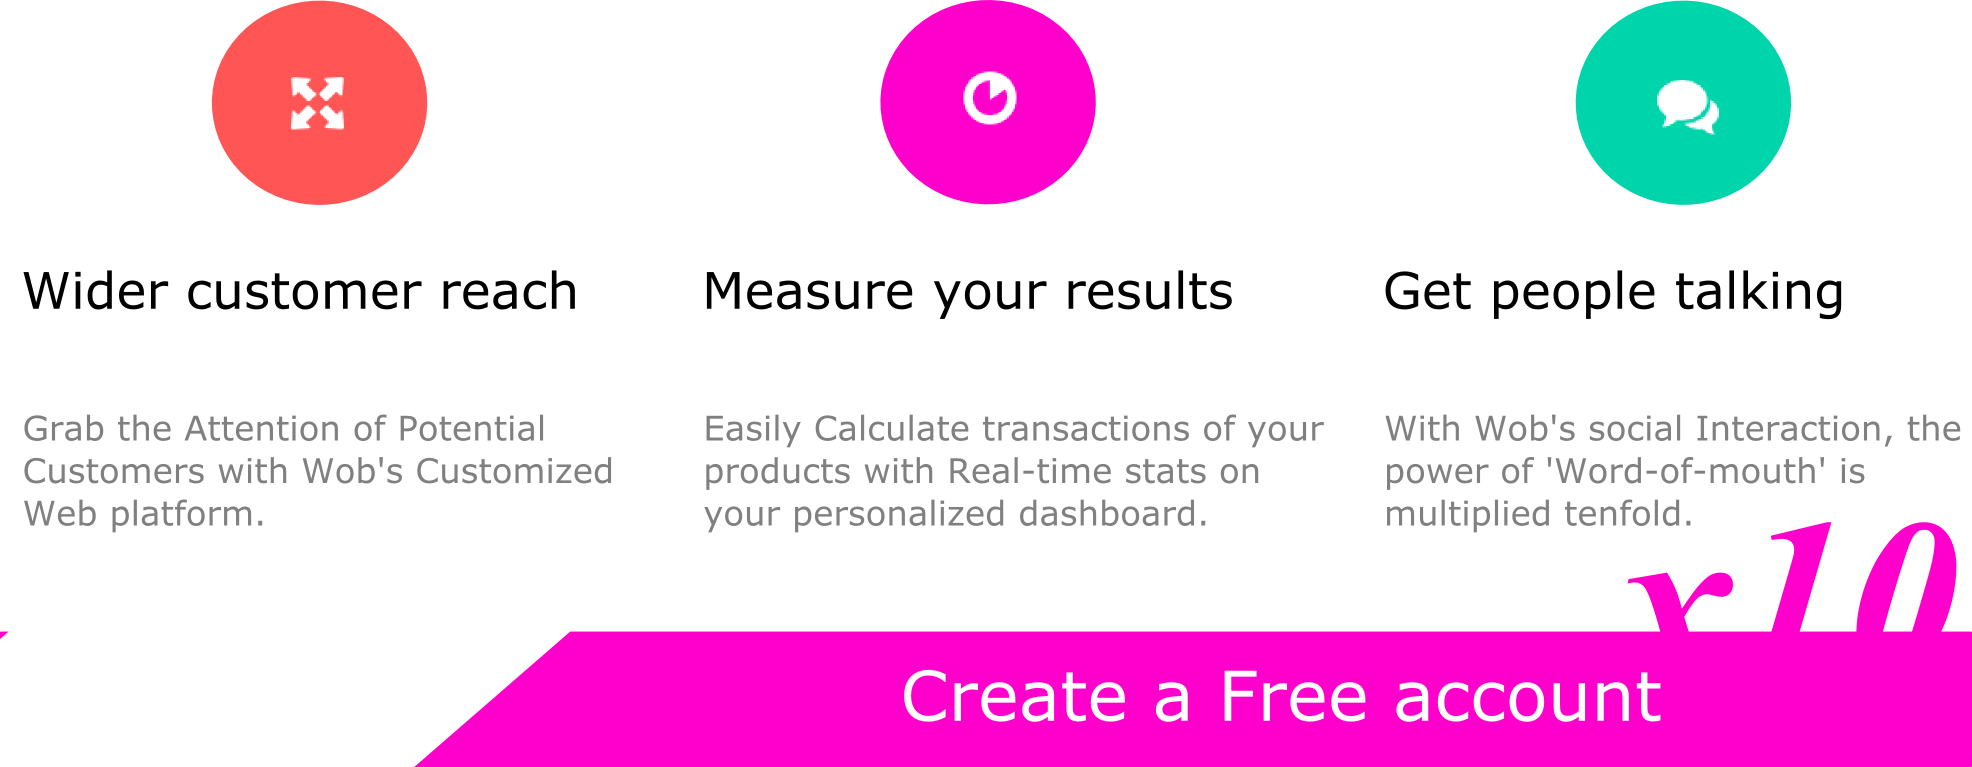 Wider customer reach
Grab the Attention of Potential
Customers with Wob's Customized
Web platform.
Measure your results
Easily Calculate transactions of your
products with Real-time stats on
your personalized dashboard.
Get people talking
With Wob's social Interaction, the
power of 'Word-of-mouth' is
multiplied tenfold.
x10
Create a Free account